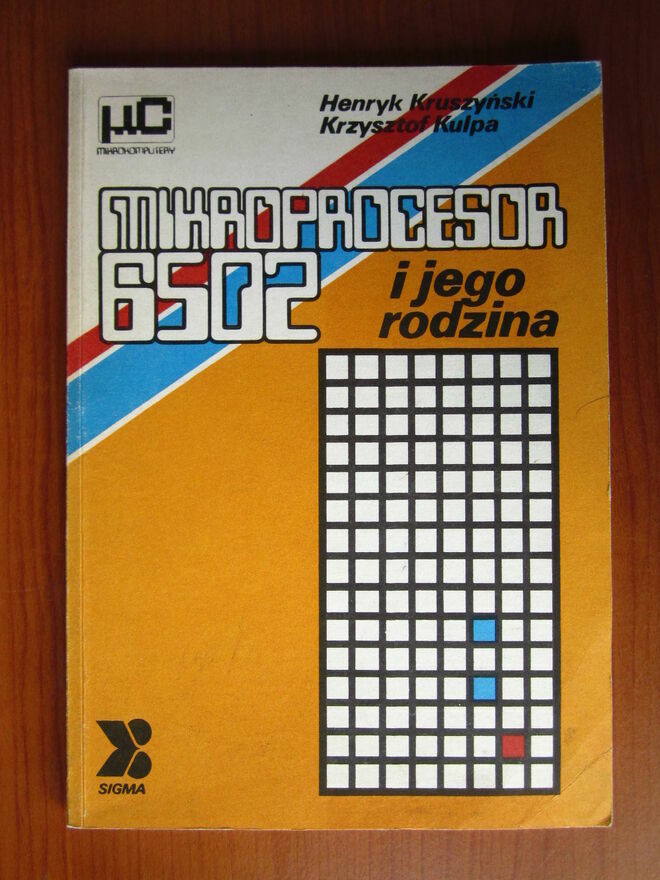 μC
MIKROKOMPUTERY
Henryk Kruszyński
Krzysztof Kulpa
MIKROPROCESOR
6502
i jego
rodzina
SIGMA